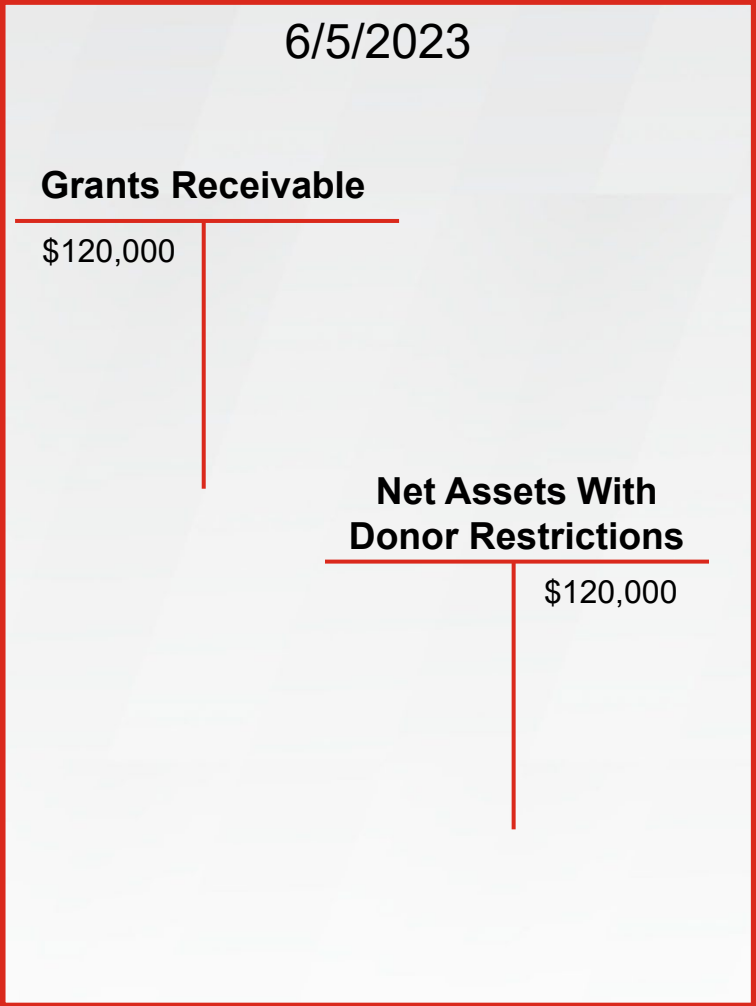 6/5/2023
Grants Receivable
$120,000
Net Assets With
Donor Restrictions
$120,000